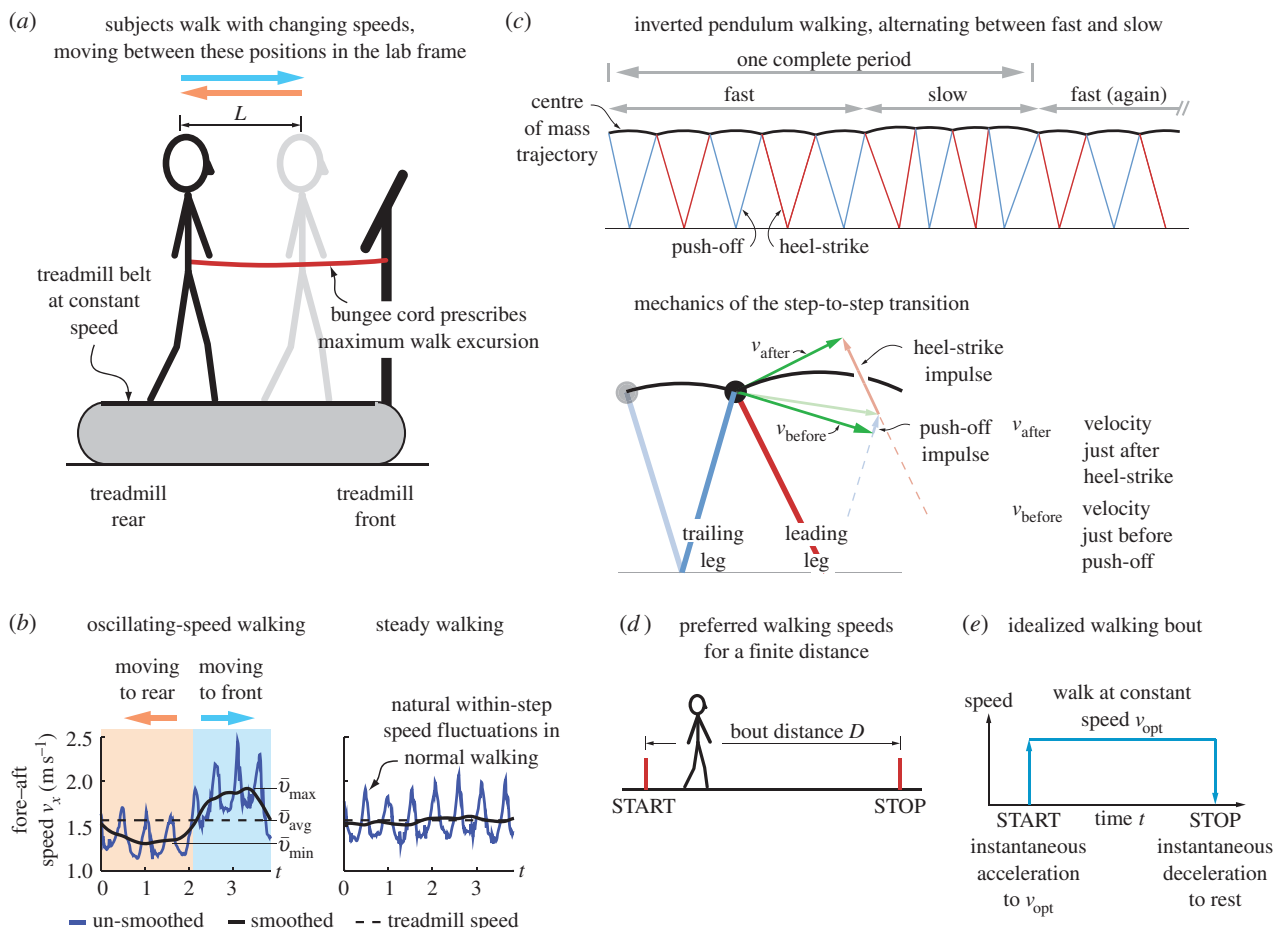 (a)
subjects walk with changing speeds,
moving between these positions in the lab frame
L
treadmill belt
at constant
speed
bungee cord prescribes
maximum walk excursion
treadmill
rear
treadmill
front
(b)
oscillating-speed walking
steady walking
moving
to rear
moving
to front
natural within-step
speed fluctuations in
normal walking
fore–aft
speed vₓ (m s⁻¹)
2.5
2.0
1.5
1.0
0
1
2
3
t
v̄max
v̄avg
v̄min
0
1
2
3
t
un-smoothed
smoothed
treadmill speed
(c)
inverted pendulum walking, alternating between fast and slow
one complete period
fast
slow
fast (again)
centre
of mass
trajectory
push-off
heel-strike
mechanics of the step-to-step transition
vafter
heel-strike
impulse
vbefore
push-off
impulse
trailing
leg
leading
leg
vafter velocity
just after
heel-strike
vbefore velocity
just before
push-off
(d)
preferred walking speeds
for a finite distance
bout distance D
START
STOP
(e)
idealized walking bout
speed
walk at constant
speed vopt
time t
START
instantaneous
acceleration
to vopt
STOP
instantaneous
deceleration
to rest